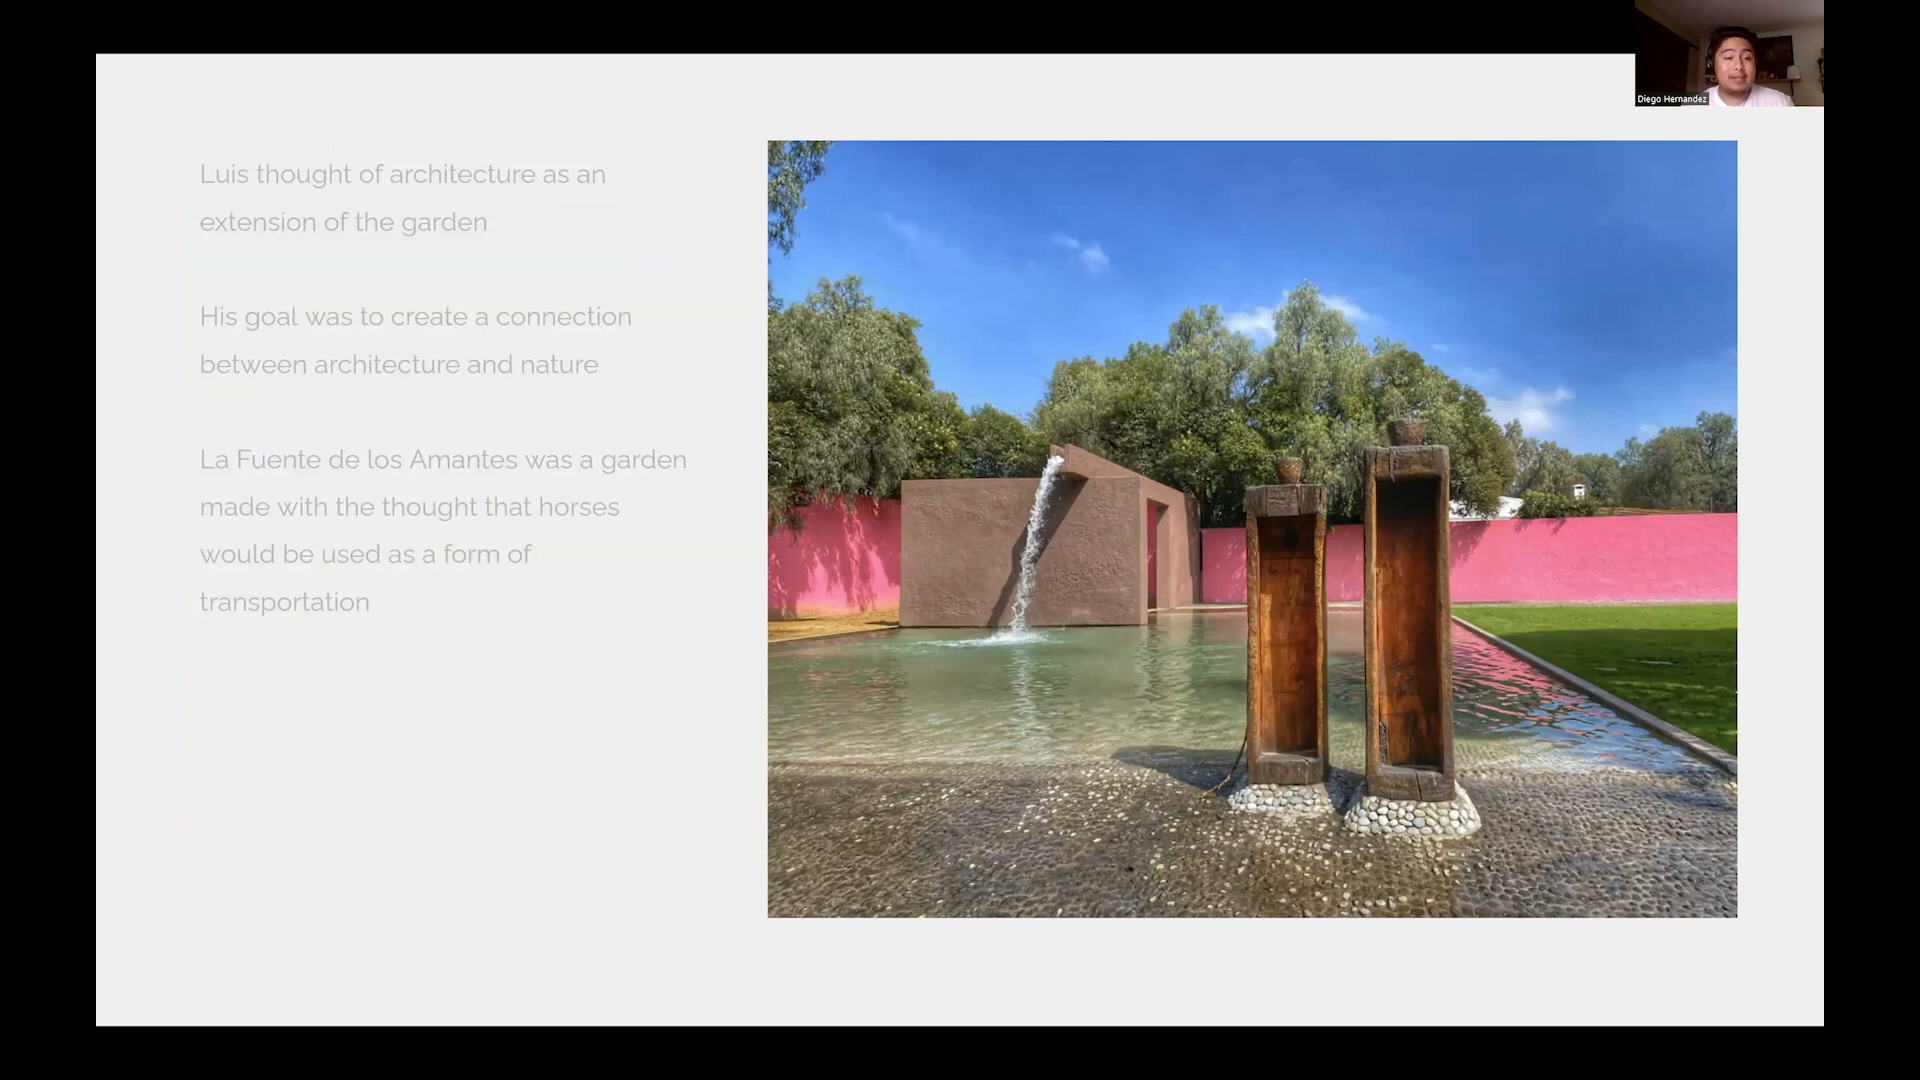 Diego Hernandez
Luis thought of architecture as an
extension of the garden
His goal was to create a connection
between architecture and nature
La Fuente de los Amantes was a garden
made with the thought that horses
would be used as a form of
transportation